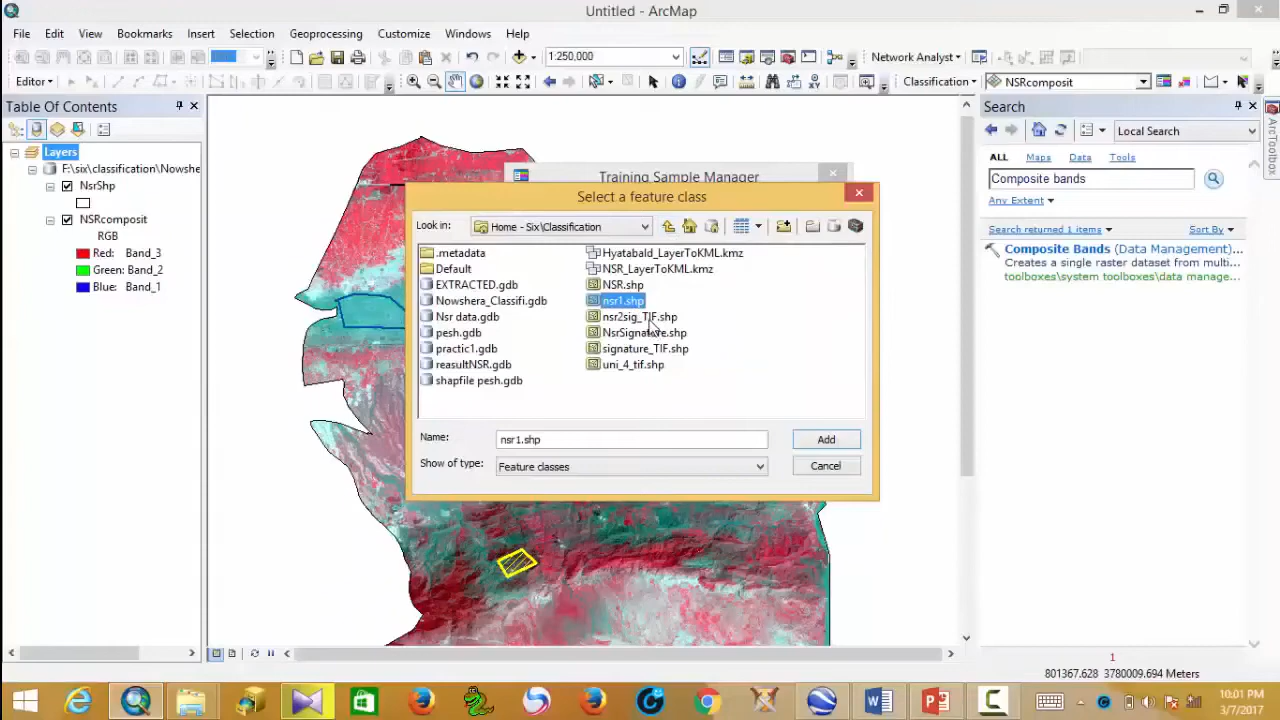 Untitled - ArcMap
File Edit View Bookmarks Insert Selection Geoprocessing Customize Windows Help
1:250,000
Network Analyst
Editor
Classification
NSRcomposit
Table Of Contents
Layers
F:\six\classification\Nowshe
NsrShp
NSRcomposit
RGB
Red: Band_3
Green: Band_2
Blue: Band_1
Training Sample Manager
Select a feature class
Look in: Home - Six\Classification
.metadata
Default
EXTRACTED.gdb
Nowshera_Classifi.gdb
Nsr data.gdb
pesh.gdb
practic1.gdb
reasultNSR.gdb
shapfile pesh.gdb
Hyatabald_LayerToKML.kmz
NSR_LayerToKML.kmz
NSR.shp
nsr1.shp
nsr2sig_TIF.shp
NsrSignature.shp
signature_TIF.shp
uni_4_tif.shp
Name: nsr1.shp
Add
Show of type: Feature classes
Cancel
Search
Local Search
ALL Maps Data Tools
Composite bands
Any Extent
Search returned 1 items
Sort By
Composite Bands (Data Management)...
Creates a single raster dataset from multi...
toolboxes\system toolboxes\data manage...
ArcToolbox
1
801367.628 3780009.694 Meters
10:01 PM
3/7/2017